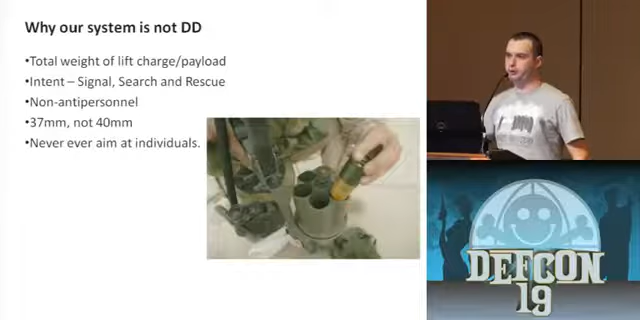 Why our system is not DD
•Total weight of lift charge/payload
•Intent – Signal, Search and Rescue
•Non-antipersonnel
•37mm, not 40mm
•Never ever aim at individuals.
DEFCON
19